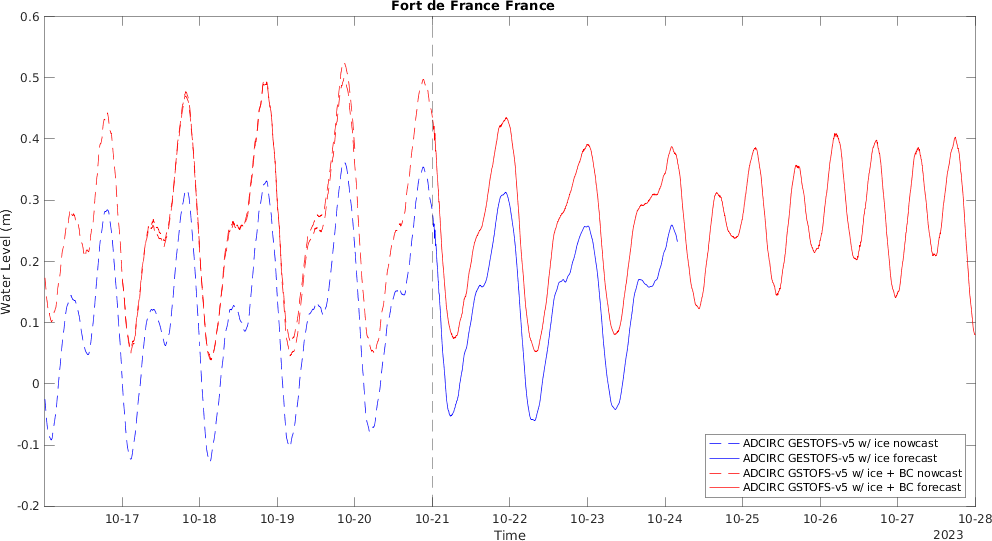 Fort de France France
0.6
0.5
0.4
0.3
0.2
0.1
0
-0.1
-0.2
Water Level (m)
10-17 10-18 10-19 10-20 10-21 10-22 10-23 10-24 10-25 10-26 10-27 10-28
Time
2023
ADCIRC GESTOFS-v5 w/ ice nowcast
ADCIRC GESTOFS-v5 w/ ice forecast
ADCIRC GSTOFS-v5 w/ ice + BC nowcast
ADCIRC GSTOFS-v5 w/ ice + BC forecast